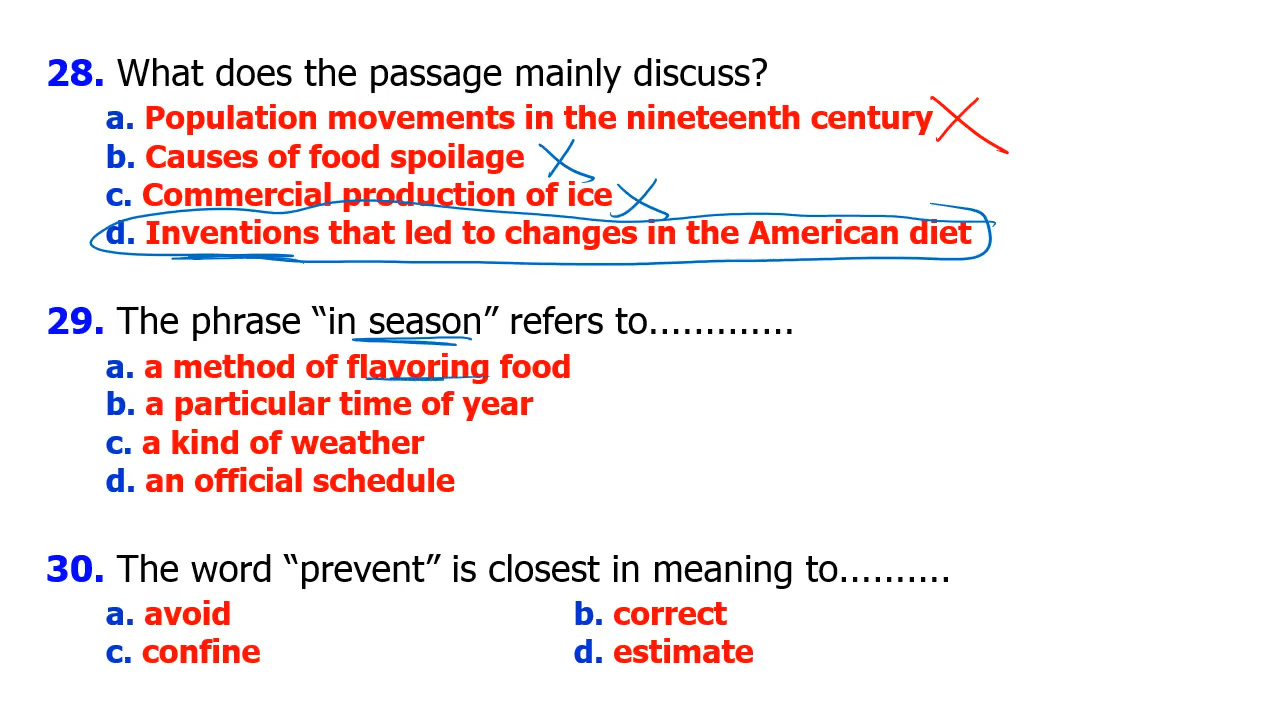 28. What does the passage mainly discuss?
a. Population movements in the nineteenth century
b. Causes of food spoilage
c. Commercial production of ice
d. Inventions that led to changes in the American diet
29. The phrase “in season” refers to.............
a. a method of flavoring food
b. a particular time of year
c. a kind of weather
d. an official schedule
30. The word “prevent” is closest in meaning to..........
a. avoid b. correct
c. confine d. estimate